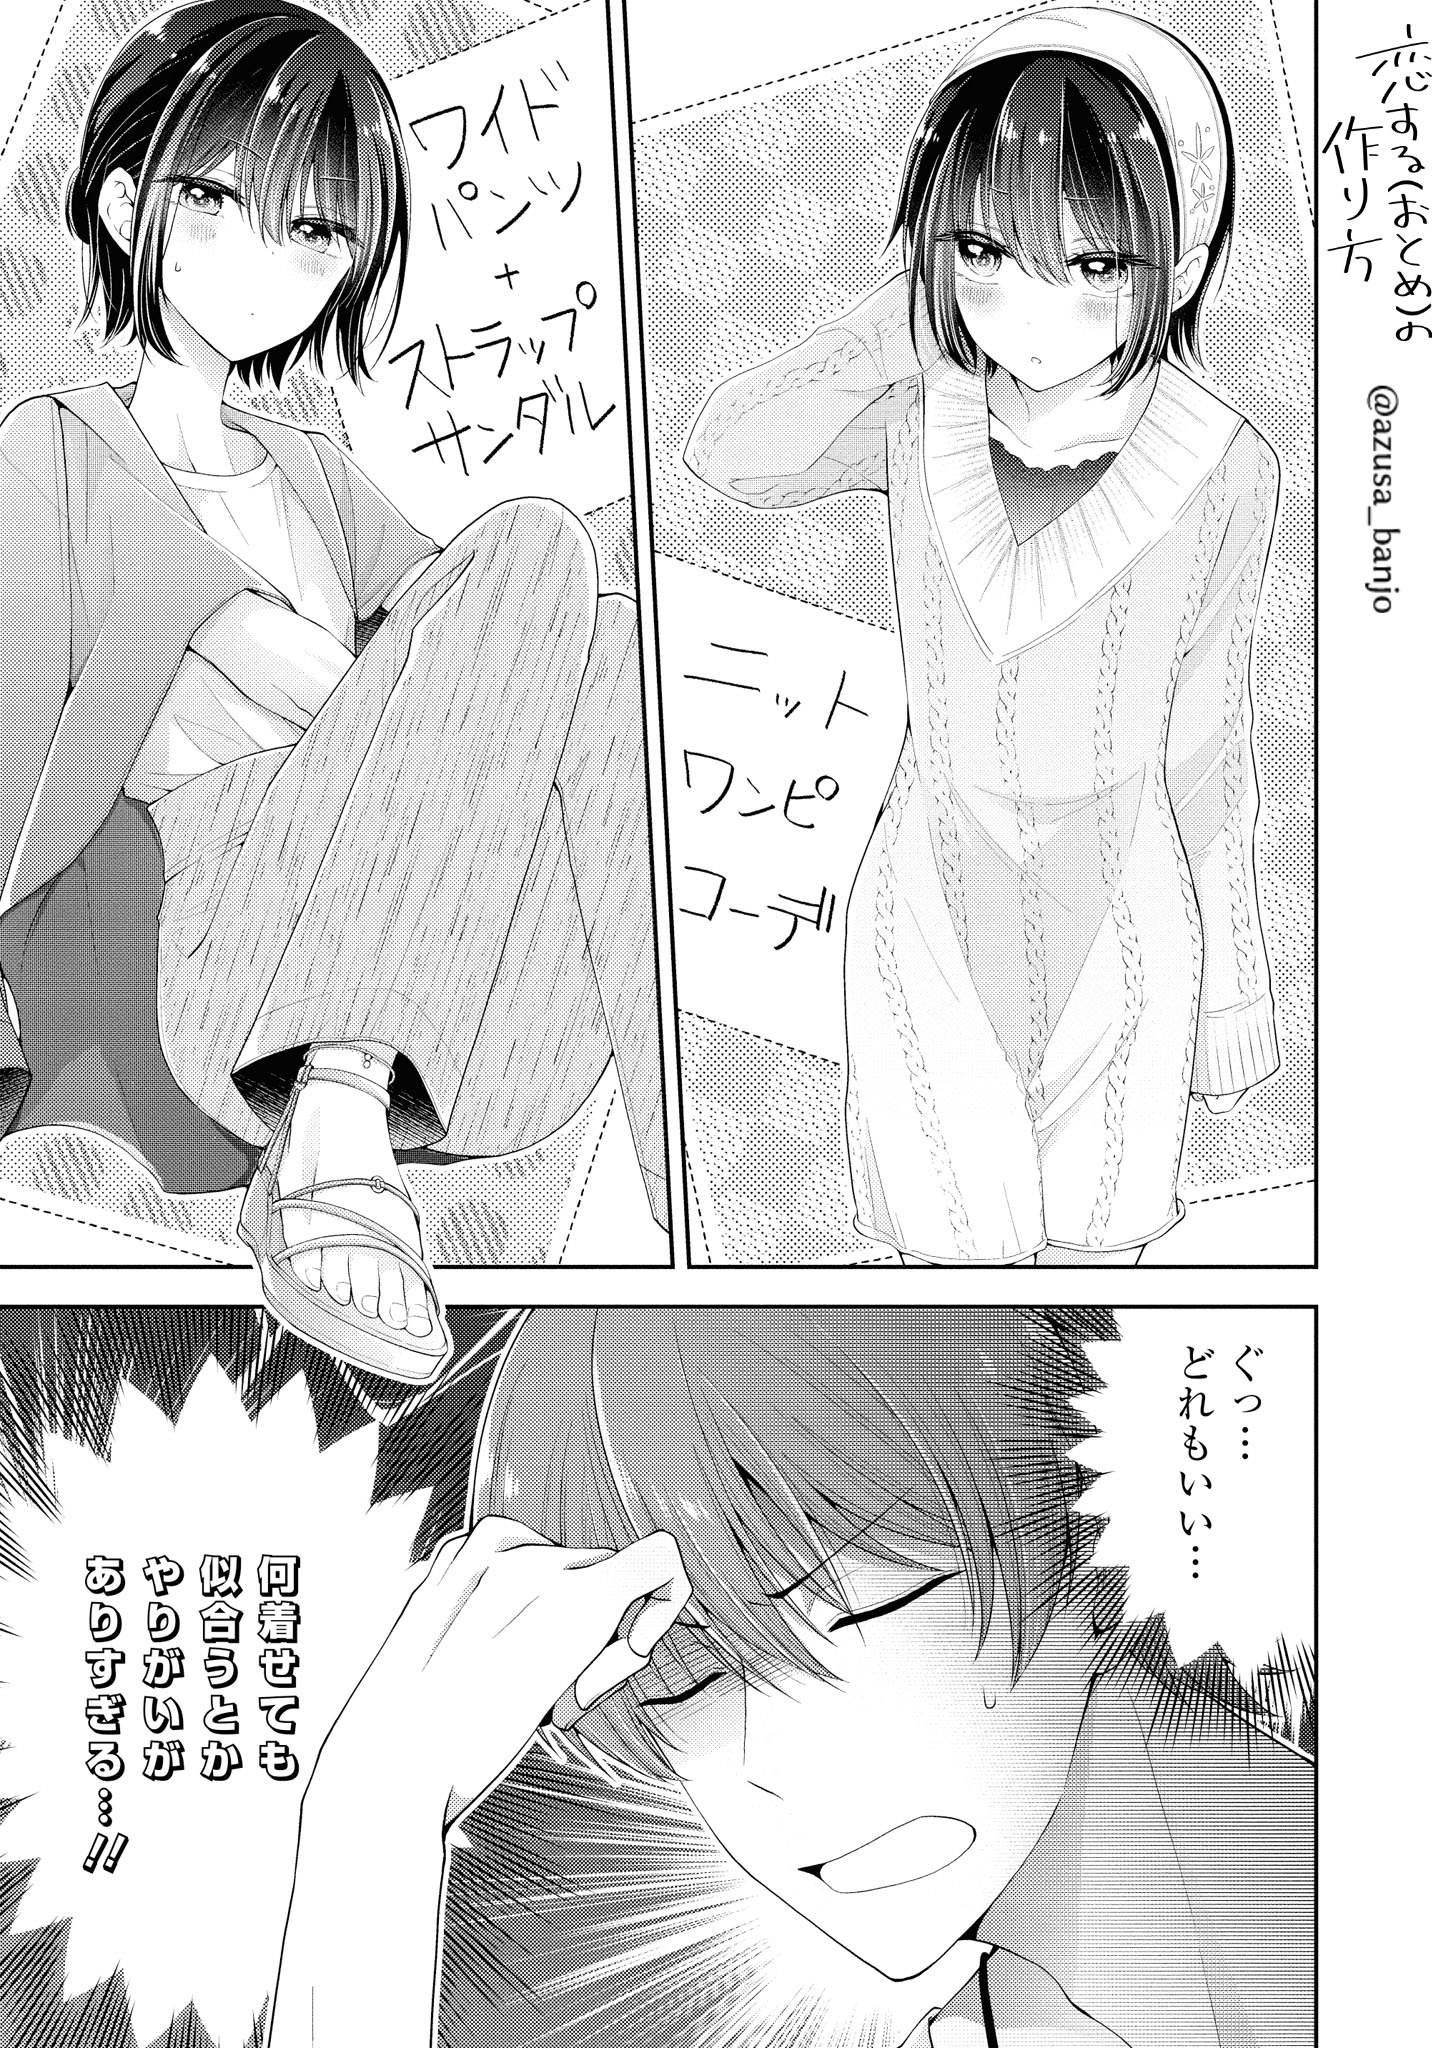 恋する(おとめ)の
作り方
@azusa_banjo
ニット
ワンピ
コーデ
ワイド
パンツ
+
ストラップ
サンダル
ぐっ…
どれもいい…
何着せても
似合うとか
やりがいが
ありすぎる…!!